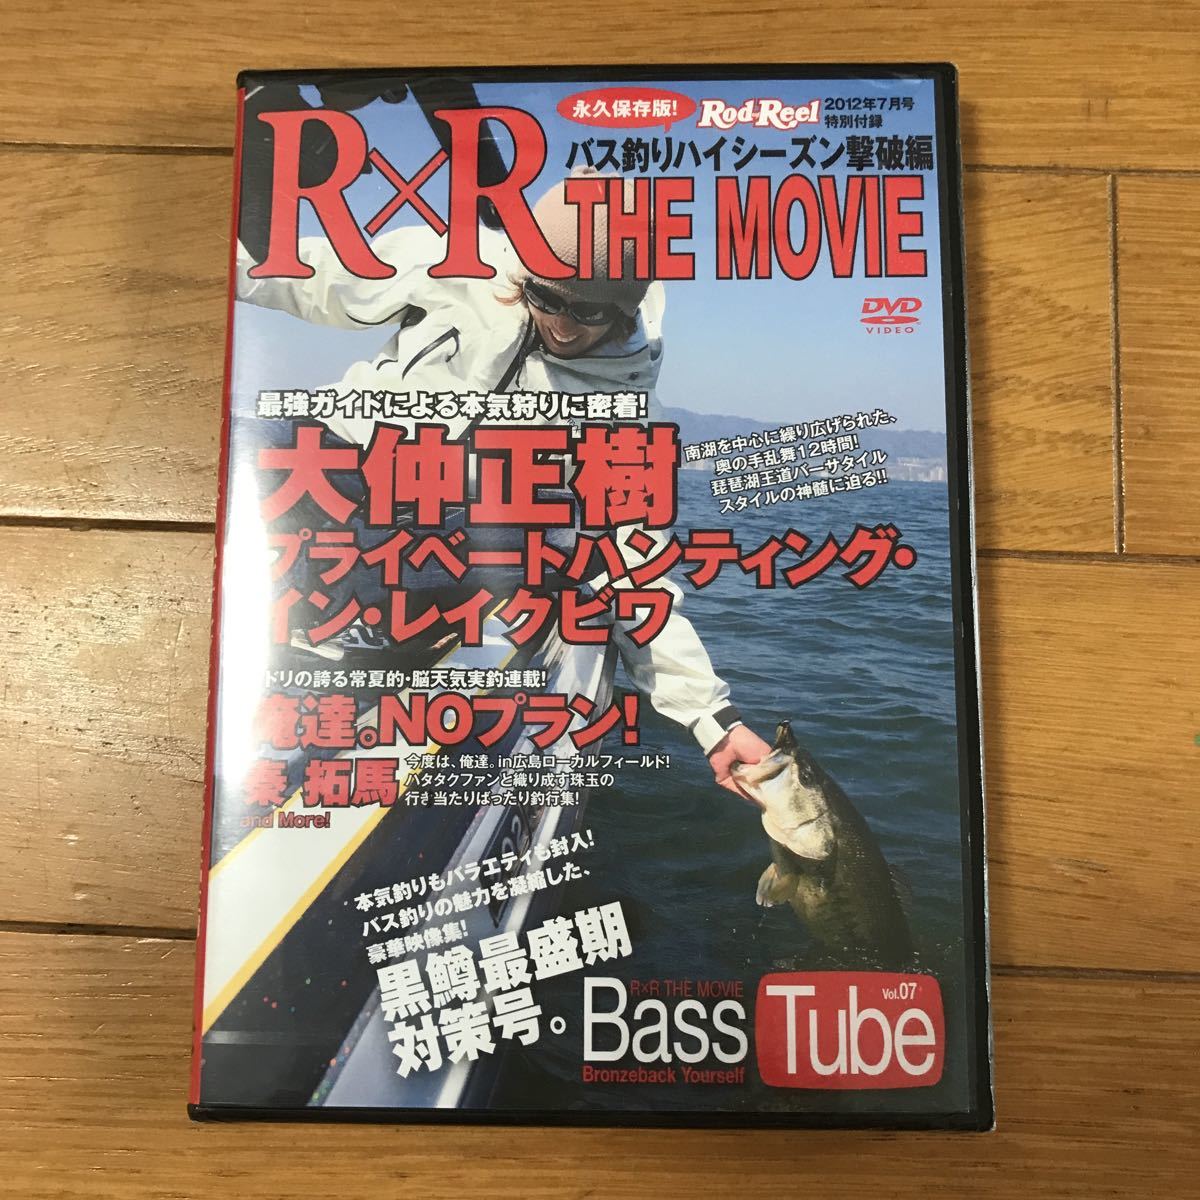 永久保存版!
Rod and Reel
2012年7月号
特別付録
バス釣りハイシーズン撃破編
R×R THE MOVIE
DVD
VIDEO
最強ガイドによる本気狩りに密着!
大仲正樹
南湖を中心に繰り広げられた、
奥の手乱舞12時間!
琵琶湖王道バーサタイル
スタイルの神髄に迫る!!
プライベートハンティング・
イン・レイクビワ
ドリの誇る常夏的・脳天気実釣連載!
俺達。NOプラン!
秦 拓馬
今度は、俺達。in広島ローカルフィールド!
ハタタクファンと織り成す珠玉の
行き当たりばったり釣行集!
and More!
本気釣りもバラエティも封入!
バス釣りの魅力を凝縮した、
豪華映像集!
黒鱒最盛期
対策号。
R×R THE MOVIE
Bass Tube
Vol.07
Bronzeback Yourself